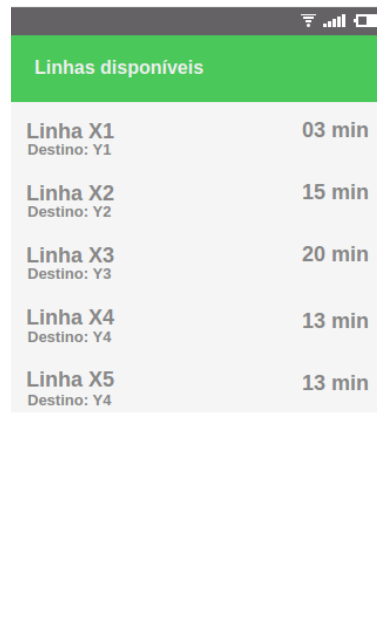 Linhas disponíveis
Linha X1 03 min
Destino: Y1
Linha X2 15 min
Destino: Y2
Linha X3 20 min
Destino: Y3
Linha X4 13 min
Destino: Y4
Linha X5 13 min
Destino: Y4